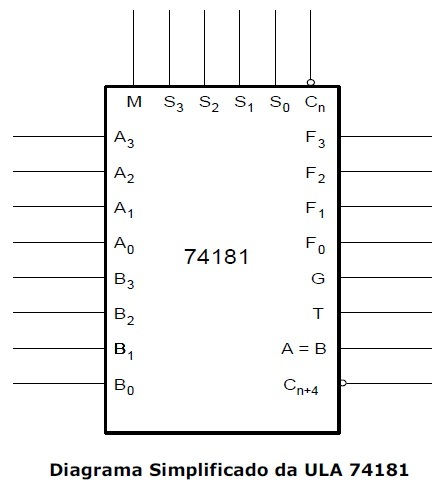 M S₃ S₂ S₁ S₀ Cₙ
A₃ F₃
A₂ F₂
A₁ F₁
A₀ F₀
74181
B₃ G
B₂ T
B₁ A = B
B₀ Cₙ₊₄
Diagrama Simplificado da ULA 74181